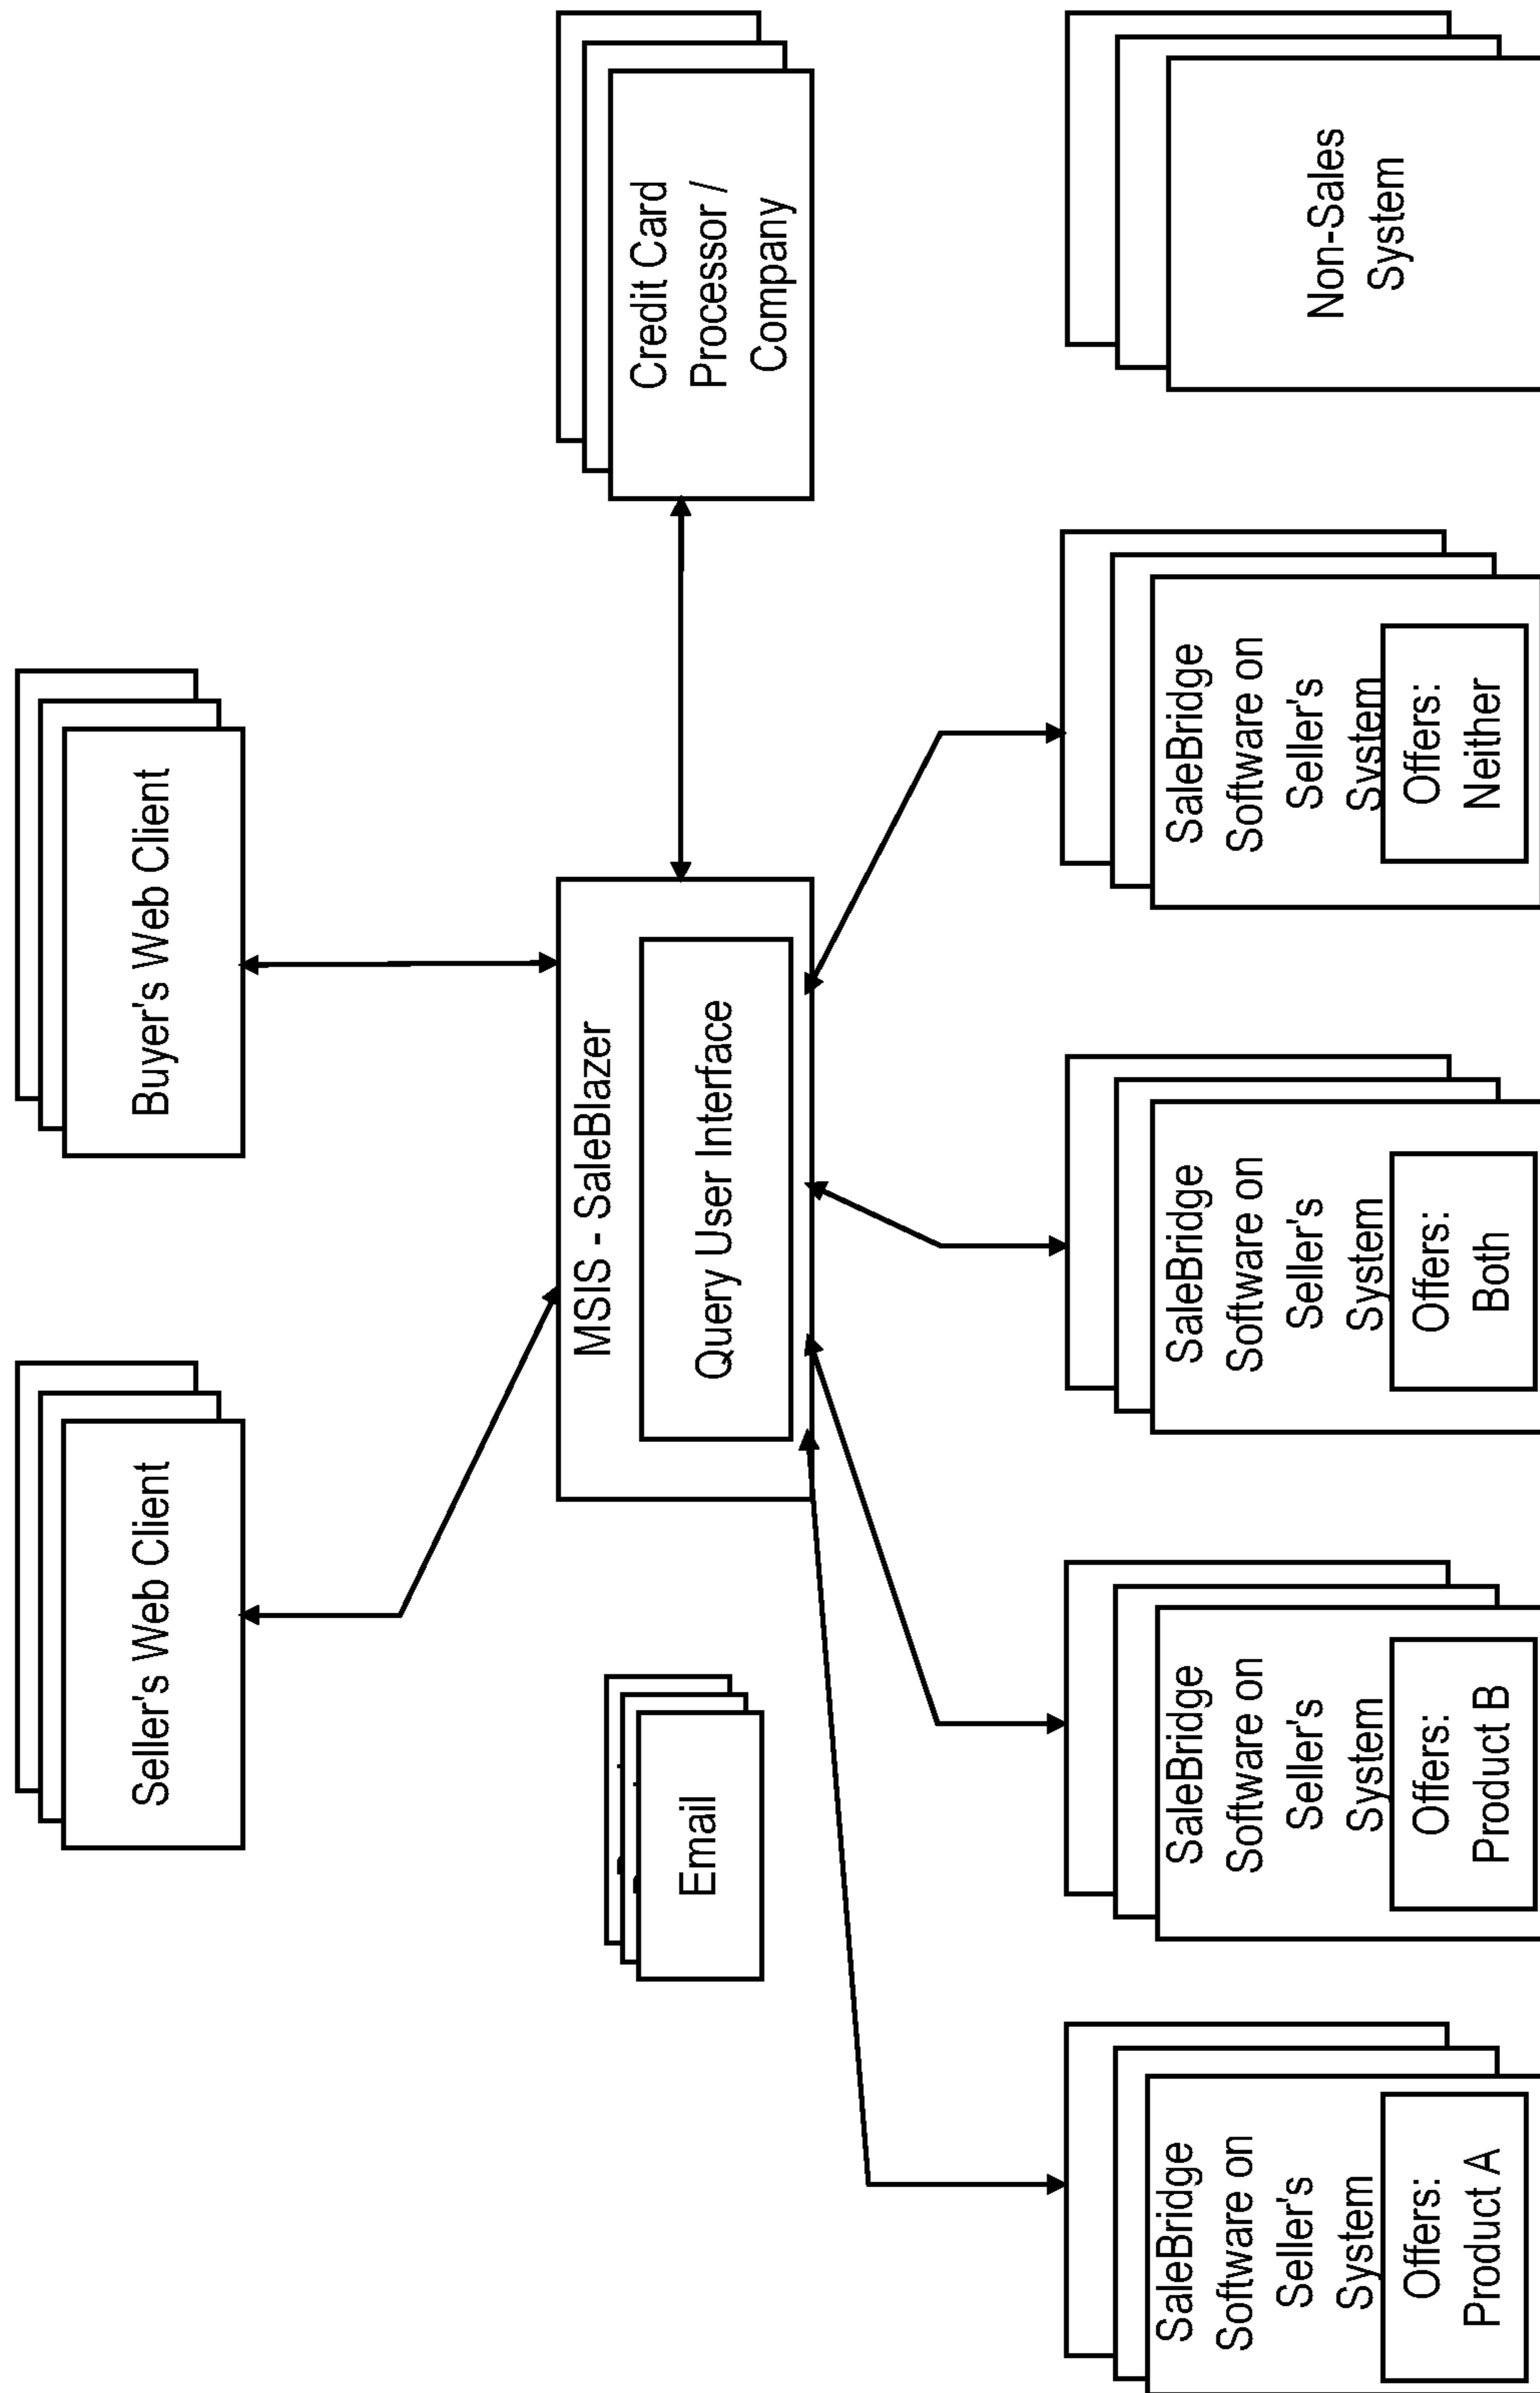 Seller's Web Client
Buyer's Web Client
Email
MSIS - SaleBlazer
Query User Interface
Credit Card
Processor /
Company
SaleBridge
Software on
Seller's
System
Offers:
Product A
SaleBridge
Software on
Seller's
System
Offers:
Product B
SaleBridge
Software on
Seller's
System
Offers:
Both
SaleBridge
Software on
Seller's
System
Offers:
Neither
Non-Sales
System